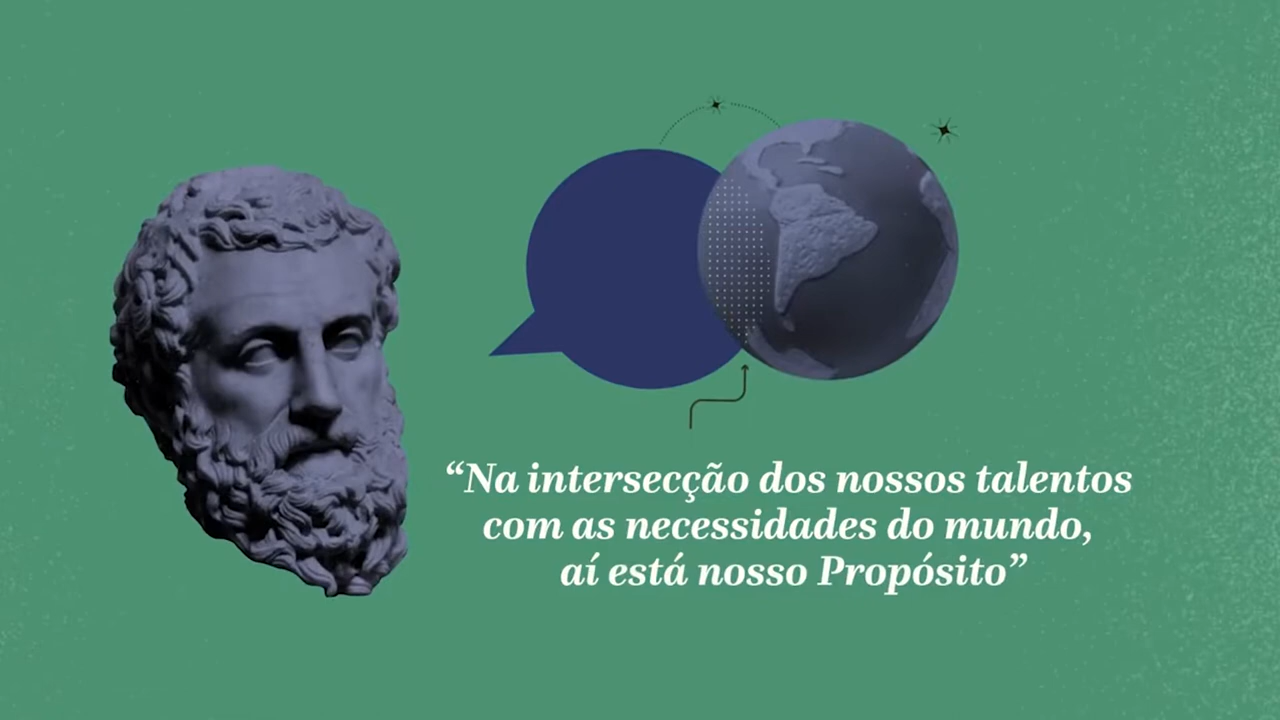 “Na intersecção dos nossos talentos
com as necessidades do mundo,
aí está nosso Propósito”